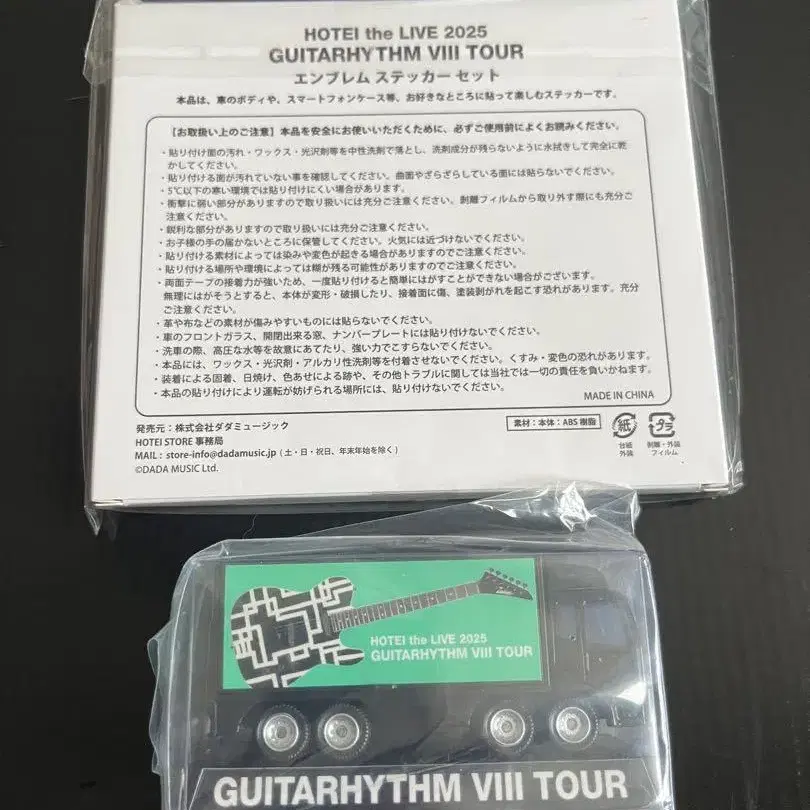 HOTEI the LIVE 2025
GUITARHYTHM VIII TOUR
エンブレム ステッカー セット
本品は、車のボディや、スマートフォンケース等、お好きなところに貼って楽しむステッカーです。
【お取扱い上のご注意】本品を安全にお使いいただくために、必ずご使用前によくお読みください。
・貼り付け面の汚れ・ワックス・光沢剤等を中性洗剤で落とし、洗剤成分が残らないように水拭きして完全に乾
かしてください。
・貼り付ける面が汚れていない事を確認してください。曲面やざらざらしている面には貼らないでください。
・5℃以下の寒い環境では貼り付けにくい場合があります。
・衝撃に弱い部分がありますので取り扱いには充分ご注意ください。剥離フィルムから取り外す際にも充分ご
注意ください。
・鋭利な部分がありますので取り扱いには充分ご注意ください。
・お子様の手の届かないところに保管してください。火気には近づけないでください。
・貼り付ける素材によっては染みや変色が起きる場合がありますのでご注意ください。
・貼り付ける場所や環境によっては糊が残る可能性がありますのでご注意ください。
・両面テープの接着力が強いため、一度貼り付けると簡単にはがすことができない場合がございます。
無理にはがそうとすると、本体が変形・破損したり、接着面に傷、塗装剥がれを起こす恐れがあります。充分
ご注意ください。
・革や布などの素材が傷みやすいものには貼らないでください。
・車のフロントガラス、開閉出来る窓、ナンバープレートには貼り付けないでください。
・洗車の際、高圧な水等を故意にあてたり、強い力でこすらないでください。
・本品には、ワックス・光沢剤・アルカリ性洗剤等を付着させないでください。くすみ・変色の恐れがあります。
・装着による固着、日焼け、色あせによる跡や、その他トラブルに関しては当社では一切の責任を負いかねます。
・本品の貼り付けにより運転が妨げられる場所には、貼り付けないでください。
MADE IN CHINA
発売元：株式会社ダダミュージック
HOTEI STORE 事務局
MAIL : store-info@dadamusic.jp ( 土・日・祝日、年末年始を除く )
©DADA MUSIC Ltd.
素材：本体：ABS 樹脂
紙
台紙
外装
プラ
剥離・外装
フィルム
HOTEI the LIVE 2025
GUITARHYTHM VIII TOUR
GUITARHYTHM VIII TOUR